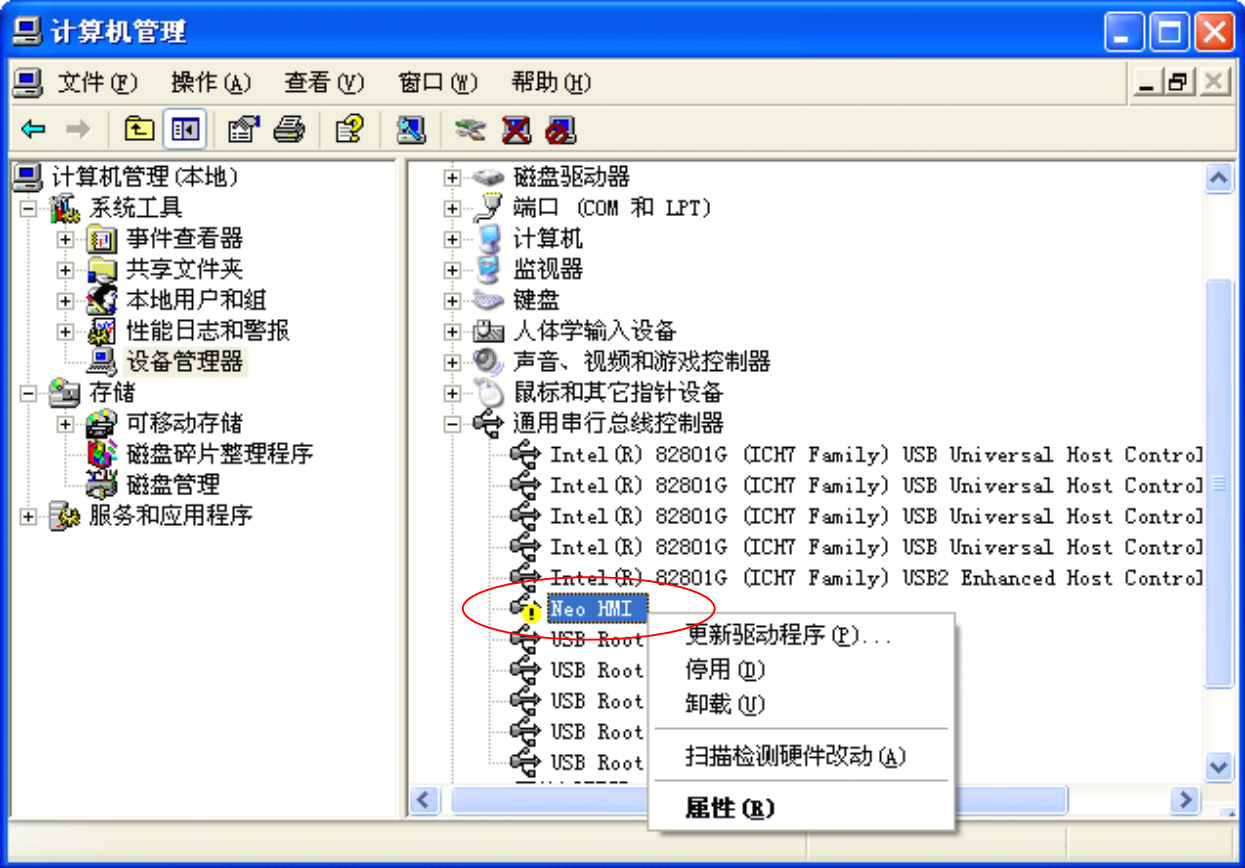 计算机管理
文件(F) 操作(A) 查看(V) 窗口(W) 帮助(H)
计算机管理(本地)
系统工具
事件查看器
共享文件夹
本地用户和组
性能日志和警报
设备管理器
存储
可移动存储
磁盘碎片整理程序
磁盘管理
服务和应用程序
磁盘驱动器
端口 (COM 和 LPT)
计算机
监视器
键盘
人体学输入设备
声音、视频和游戏控制器
鼠标和其它指针设备
通用串行总线控制器
Intel(R) 82801G (ICH7 Family) USB Universal Host Control
Intel(R) 82801G (ICH7 Family) USB Universal Host Control
Intel(R) 82801G (ICH7 Family) USB Universal Host Control
Intel(R) 82801G (ICH7 Family) USB Universal Host Control
Intel(R) 82801G (ICH7 Family) USB2 Enhanced Host Control
Neo HMI
USB Root
USB Root
USB Root
USB Root
USB Root
更新驱动程序(P)...
停用(D)
卸载(U)
扫描检测硬件改动(A)
属性(R)